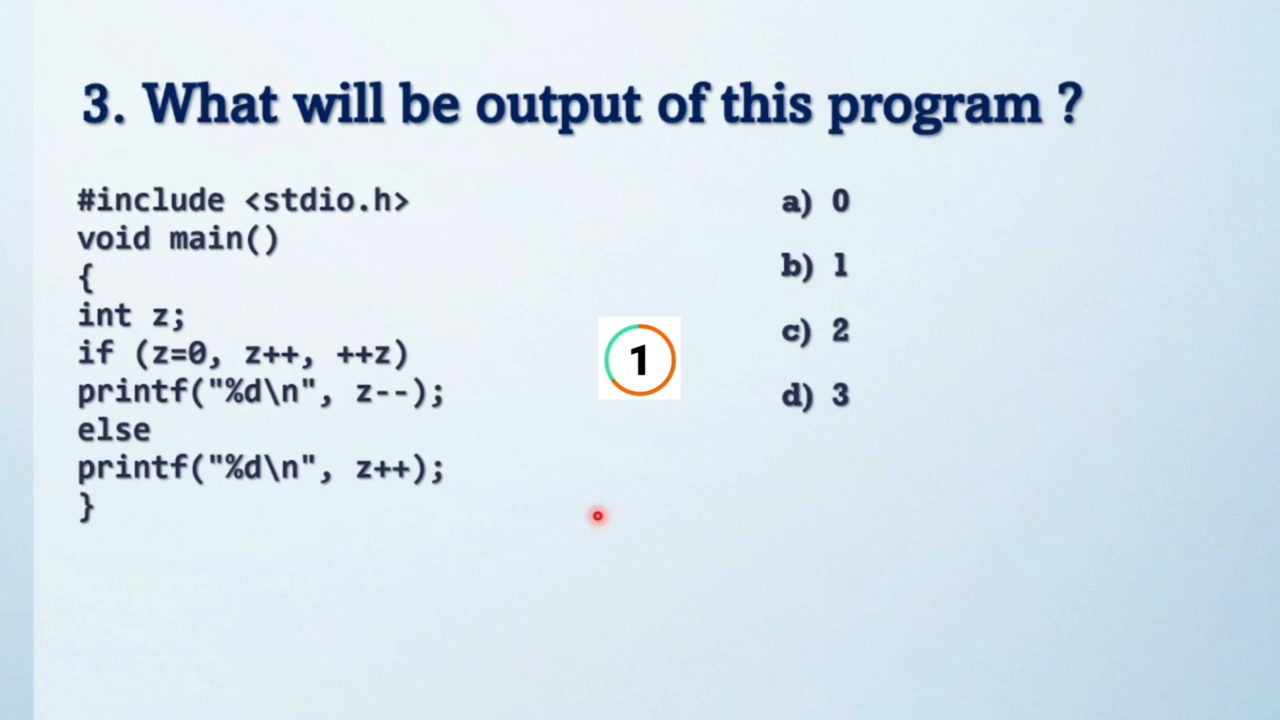 3. What will be output of this program ?
#include <stdio.h>
void main()
{
int z;
if (z=0, z++, ++z)
printf("%d\n", z--);
else
printf("%d\n", z++);
}
1
a) 0
b) 1
c) 2
d) 3